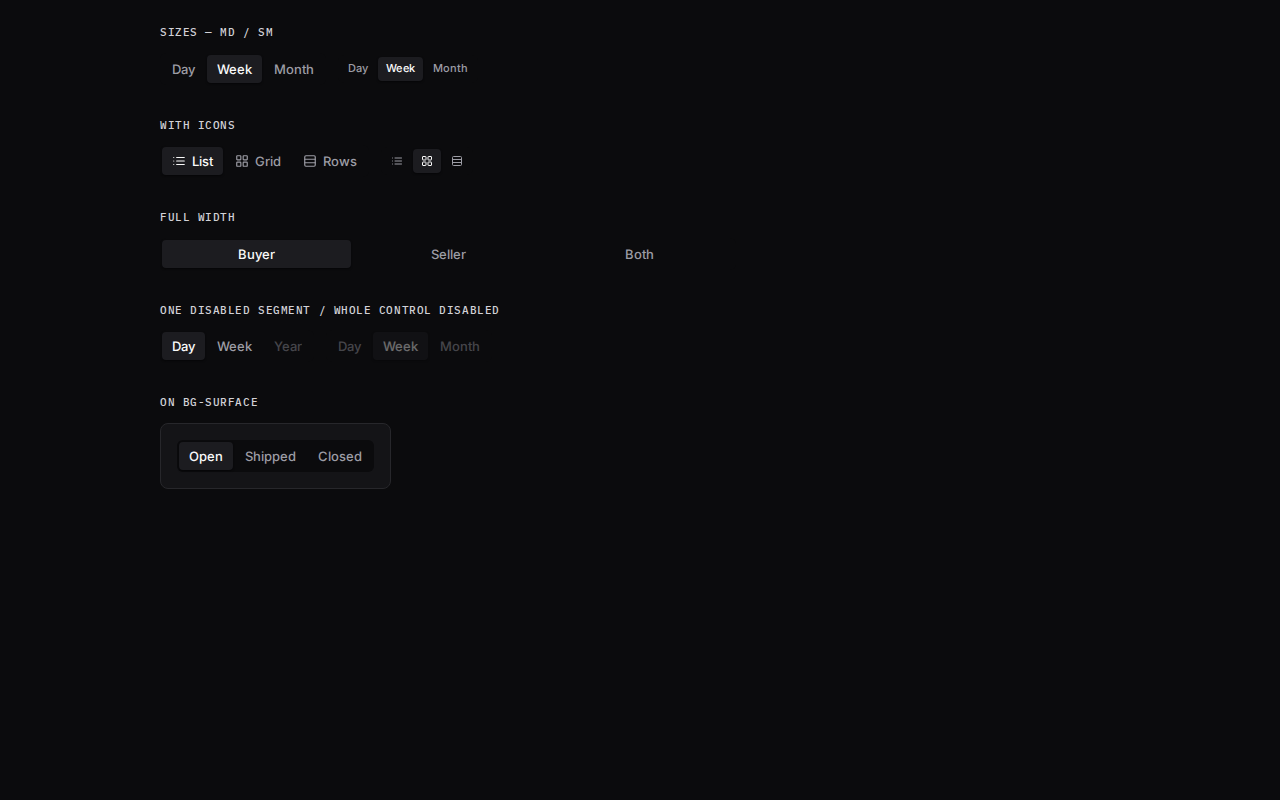 SIZES — MD / SM
Day Week Month Day Week Month
WITH ICONS
List Grid Rows
FULL WIDTH
Buyer Seller Both
ONE DISABLED SEGMENT / WHOLE CONTROL DISABLED
Day Week Year Day Week Month
ON BG-SURFACE
Open Shipped Closed